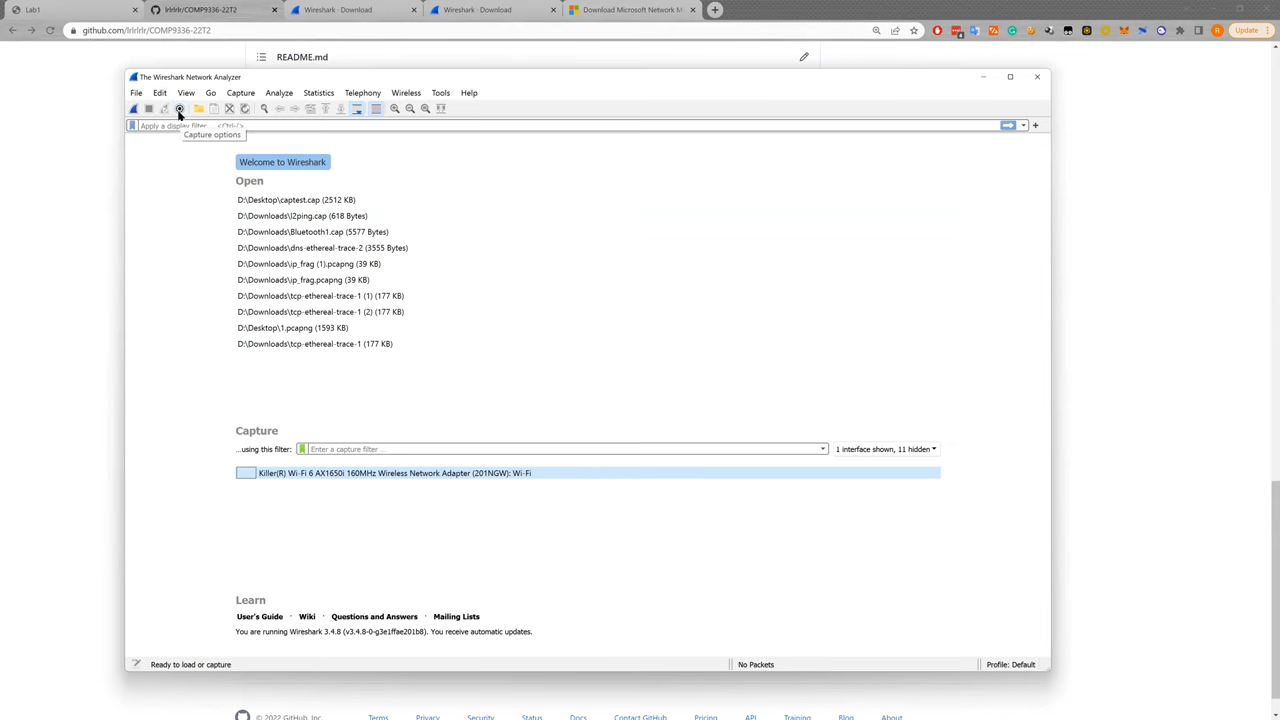 Lab1
lrlrlrlr/COMP9336-22T2
Wireshark · Download
Wireshark · Download
Download Microsoft Network M
github.com/lrlrlrlr/COMP9336-22T2
Update
README.md
The Wireshark Network Analyzer
File Edit View Go Capture Analyze Statistics Telephony Wireless Tools Help
Apply a display filter ... <Ctrl-/>
Capture options
Welcome to Wireshark
Open
D:\Desktop\captest.cap (2512 KB)
D:\Downloads\l2ping.cap (618 Bytes)
D:\Downloads\Bluetooth1.cap (5577 Bytes)
D:\Downloads\dns-ethereal-trace-2 (3555 Bytes)
D:\Downloads\ip_frag (1).pcapng (39 KB)
D:\Downloads\ip_frag.pcapng (39 KB)
D:\Downloads\tcp-ethereal-trace-1 (1) (177 KB)
D:\Downloads\tcp-ethereal-trace-1 (2) (177 KB)
D:\Desktop\1.pcapng (1593 KB)
D:\Downloads\tcp-ethereal-trace-1 (177 KB)
Capture
...using this filter: Enter a capture filter ... 1 interface shown, 11 hidden
Killer(R) Wi-Fi 6 AX1650i 160MHz Wireless Network Adapter (201NGW): Wi-Fi
Learn
User's Guide · Wiki · Questions and Answers · Mailing Lists
You are running Wireshark 3.4.8 (v3.4.8-0-g3e1ffae201b8). You receive automatic updates.
Ready to load or capture No Packets Profile: Default
© 2022 GitHub, Inc. Terms Privacy Security Status Docs Contact GitHub Pricing API Training Blog About